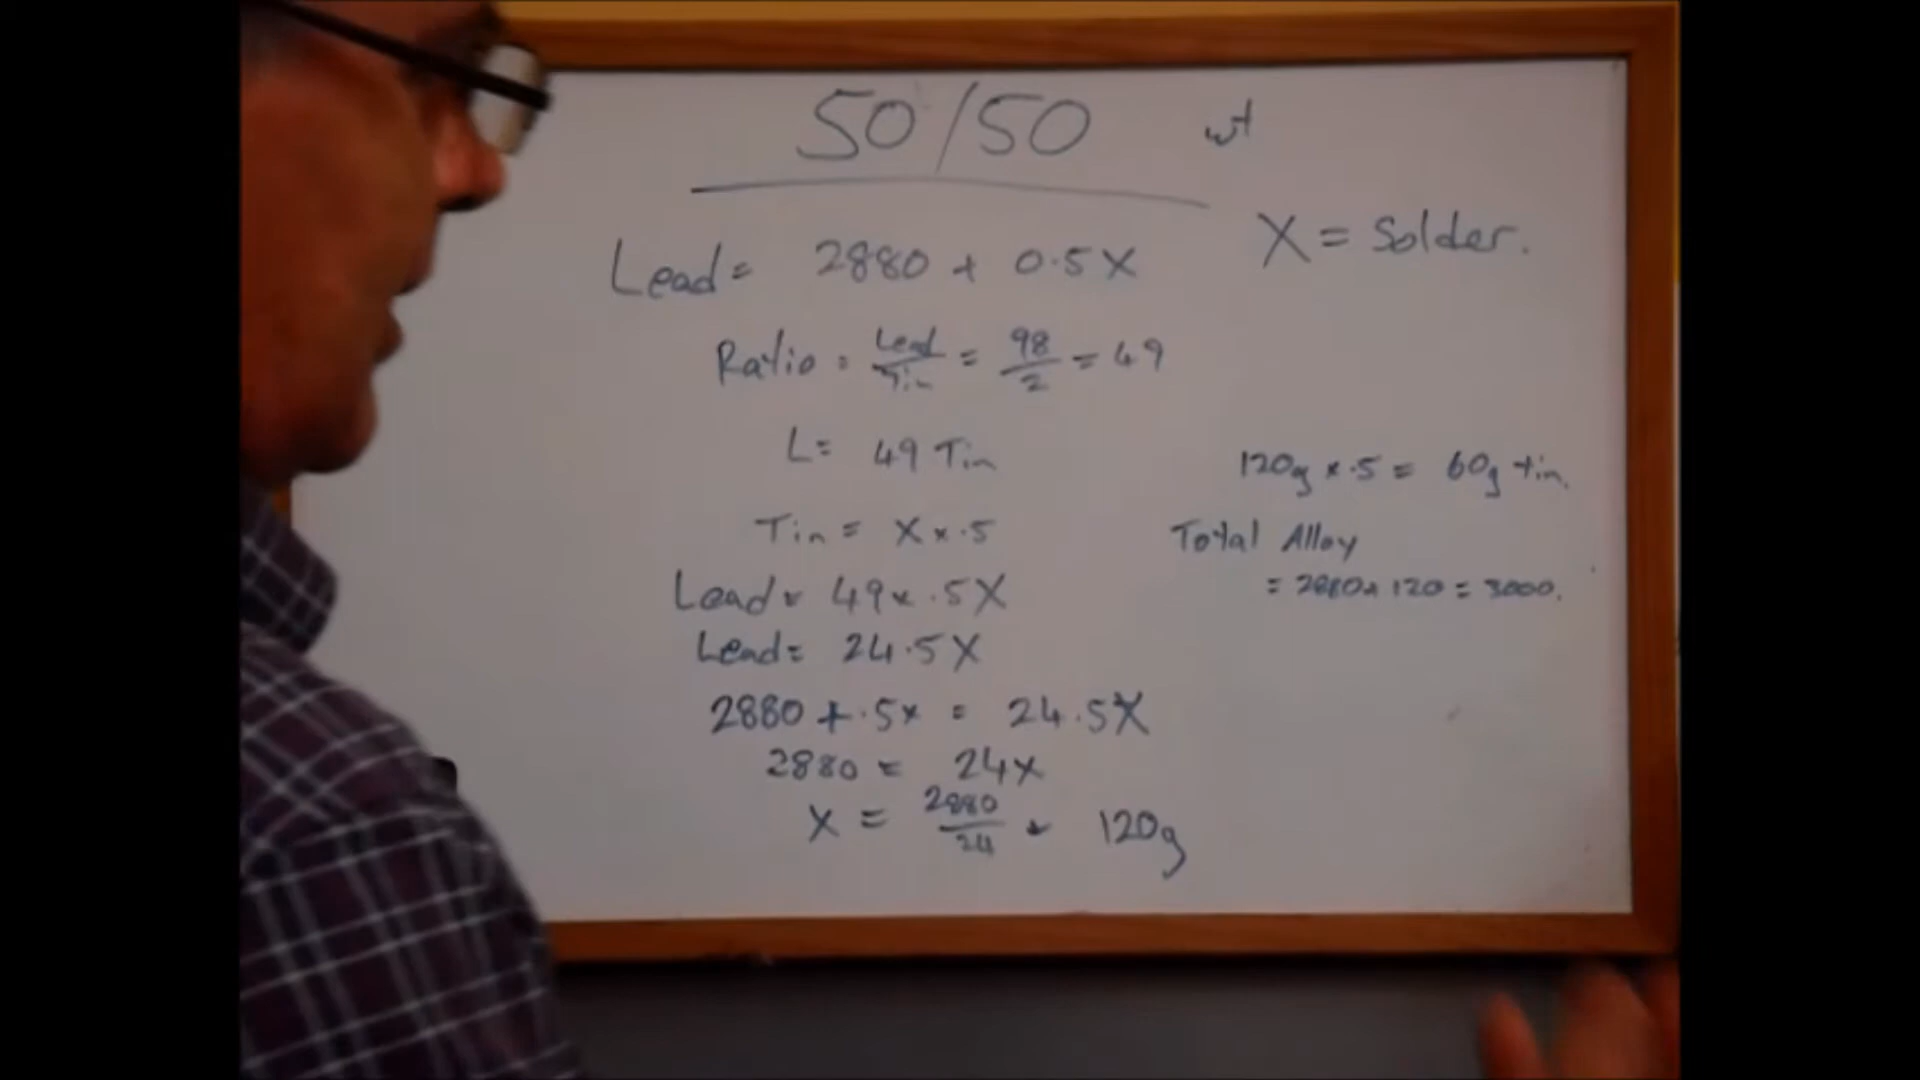 50/50 wt
X = Solder.
Lead = 2880 + 0.5X
Ratio = Lead/Tin = 98/2 = 49
L = 49 Tin
Tin = X x .5
Lead = 49 x .5X
Lead = 24.5X
2880 + .5x = 24.5X
2880 = 24x
X = 2880/24 = 120g
120g x .5 = 60g tin.
Total Alloy
= 2880 + 120 = 3000.